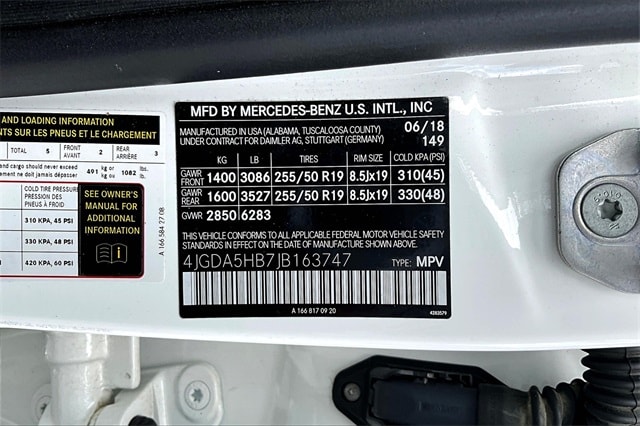 AND LOADING INFORMATION
NTS SUR LES PNEUS ET LE CHARGEMENT
TOTAL 5 FRONT AVANT 2 REAR ARRIÈRE 3
and cargo should never exceed
ne doit jamais dépasser 491 kg or kg ou 1082 lbs. lb.
COLD TIRE PRESSURE
PRESSION DES PNEUS À FROID
310 KPA, 45 PSI
330 KPA, 48 PSI
420 KPA, 60 PSI
SEE OWNER'S
MANUAL FOR
ADDITIONAL
INFORMATION
A 166 584 27 08
MFD BY MERCEDES-BENZ U.S. INTL., INC
MANUFACTURED IN USA (ALABAMA, TUSCALOOSA COUNTY) 06/18
UNDER CONTRACT FOR DAIMLER AG, STUTTGART (GERMANY) 149
KG LB TIRES RIM SIZE COLD KPA(PSI)
GAWR FRONT 1400 3086 255/50 R19 8.5Jx19 310(45)
GAWR REAR 1600 3527 255/50 R19 8.5Jx19 330(48)
GVWR 2850 6283
THIS VEHICLE CONFORMS TO ALL APPLICABLE FEDERAL MOTOR VEHICLE SAFETY
STANDARDS IN EFFECT ON THE DATE OF MANUFACTURE SHOWN ABOVE.
4JGDA5HB7JB163747 TYPE: MPV
A 166 817 09 20 4283579